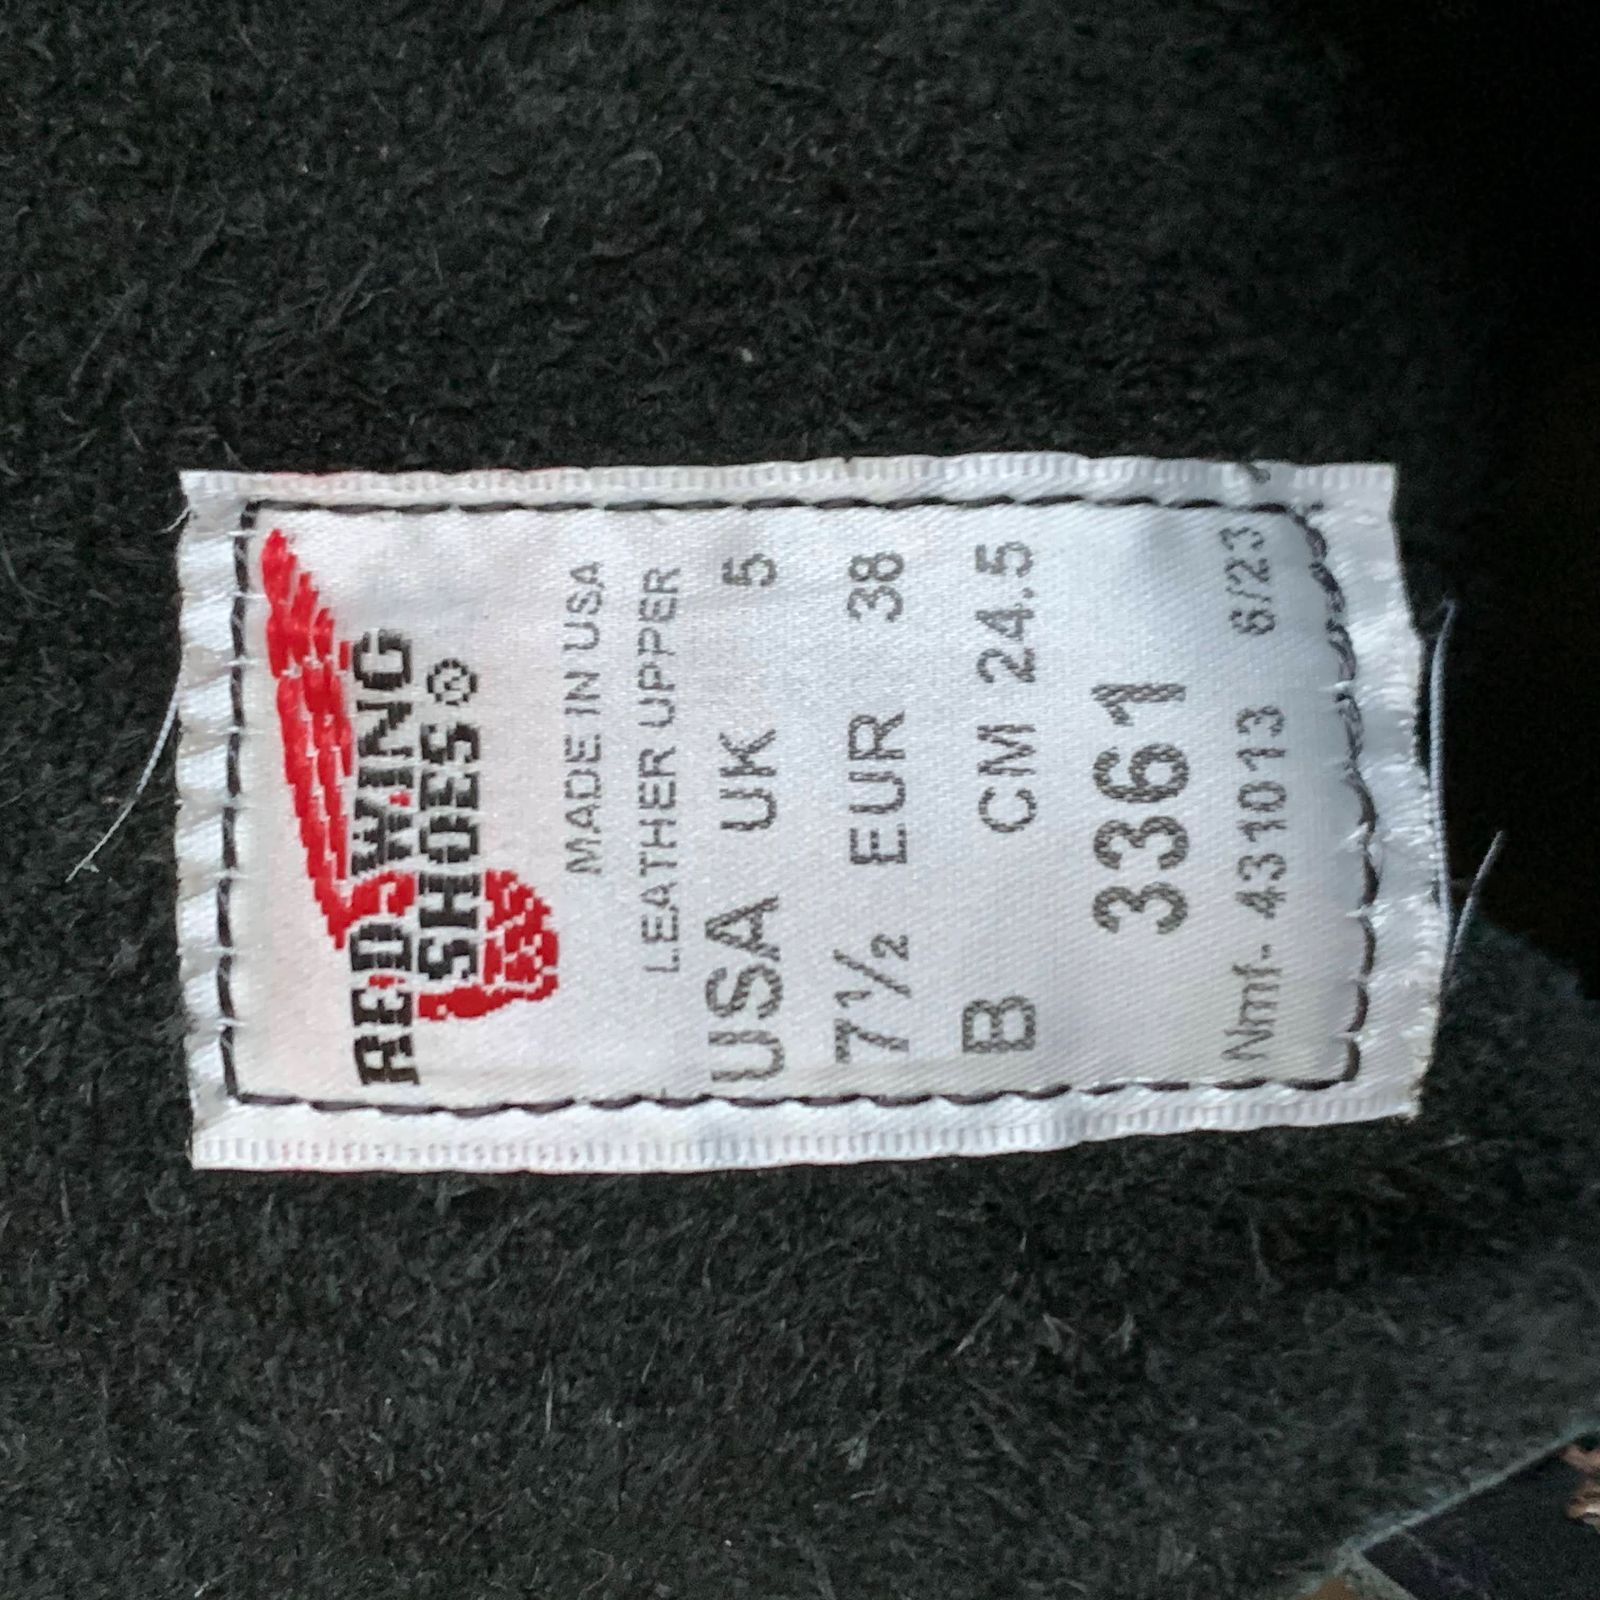 RED WING
SHOES®
MADE IN USA
LEATHER UPPER
USA UK 5
7½ EUR 38
B CM 24.5
3361
Nmf- 431013 6/23